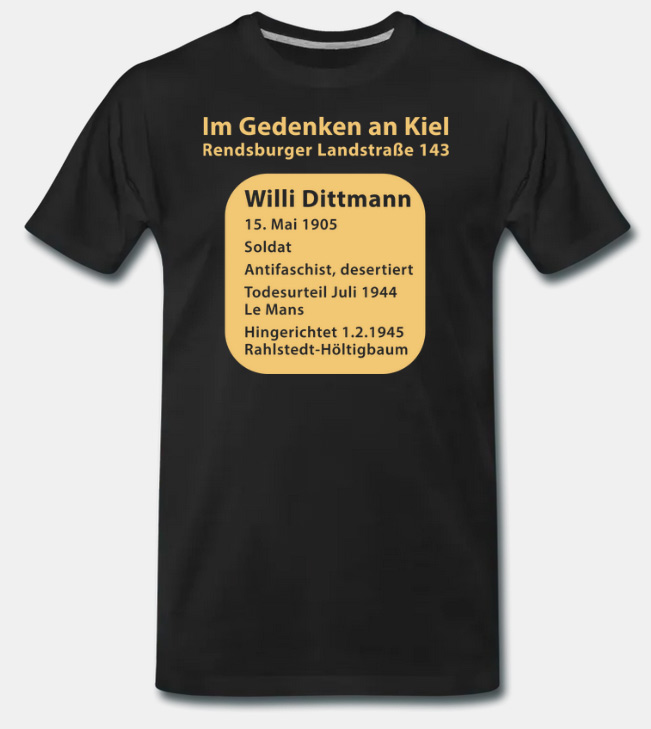 Im Gedenken an Kiel
Rendsburger Landstraße 143
Willi Dittmann
15. Mai 1905
Soldat
Antifaschist, desertiert
Todesurteil Juli 1944
Le Mans
Hingerichtet 1.2.1945
Rahlstedt-Höltigbaum